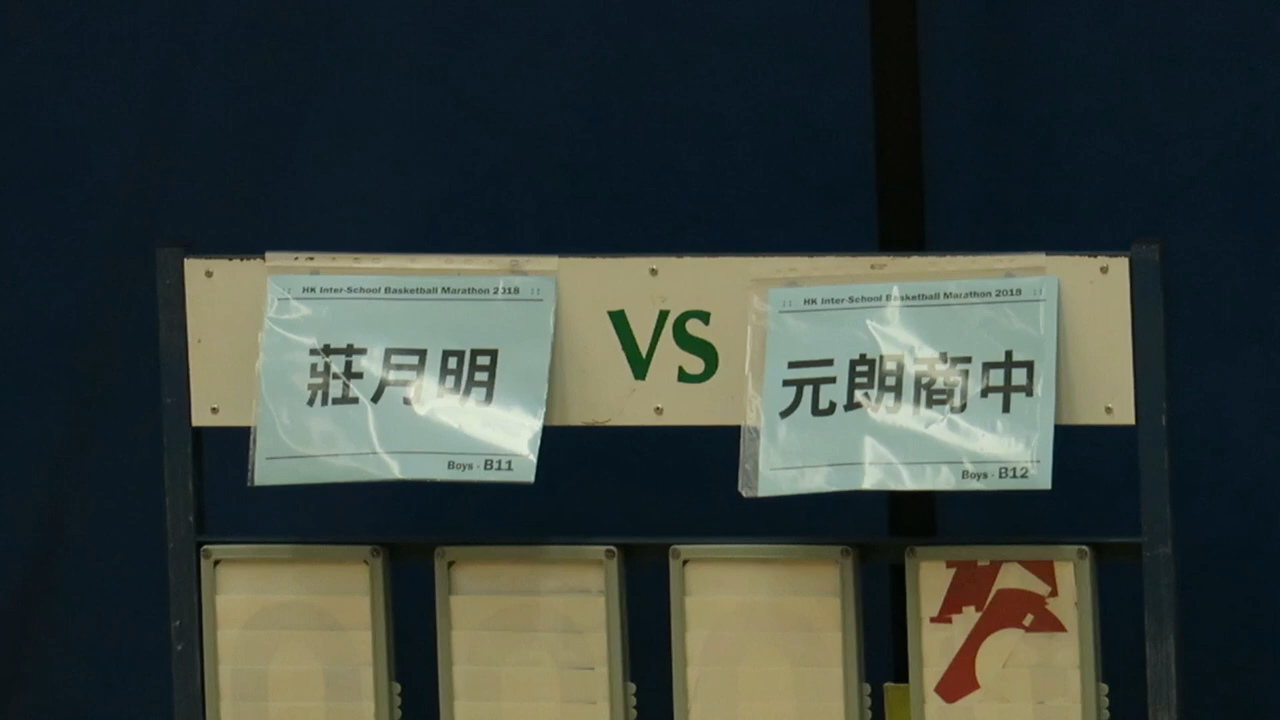 :: HK Inter-School Basketball Marathon 2018 ::
莊月明
Boys - B11
VS
:: HK Inter-School Basketball Marathon 2018 ::
元朗商中
Boys - B12